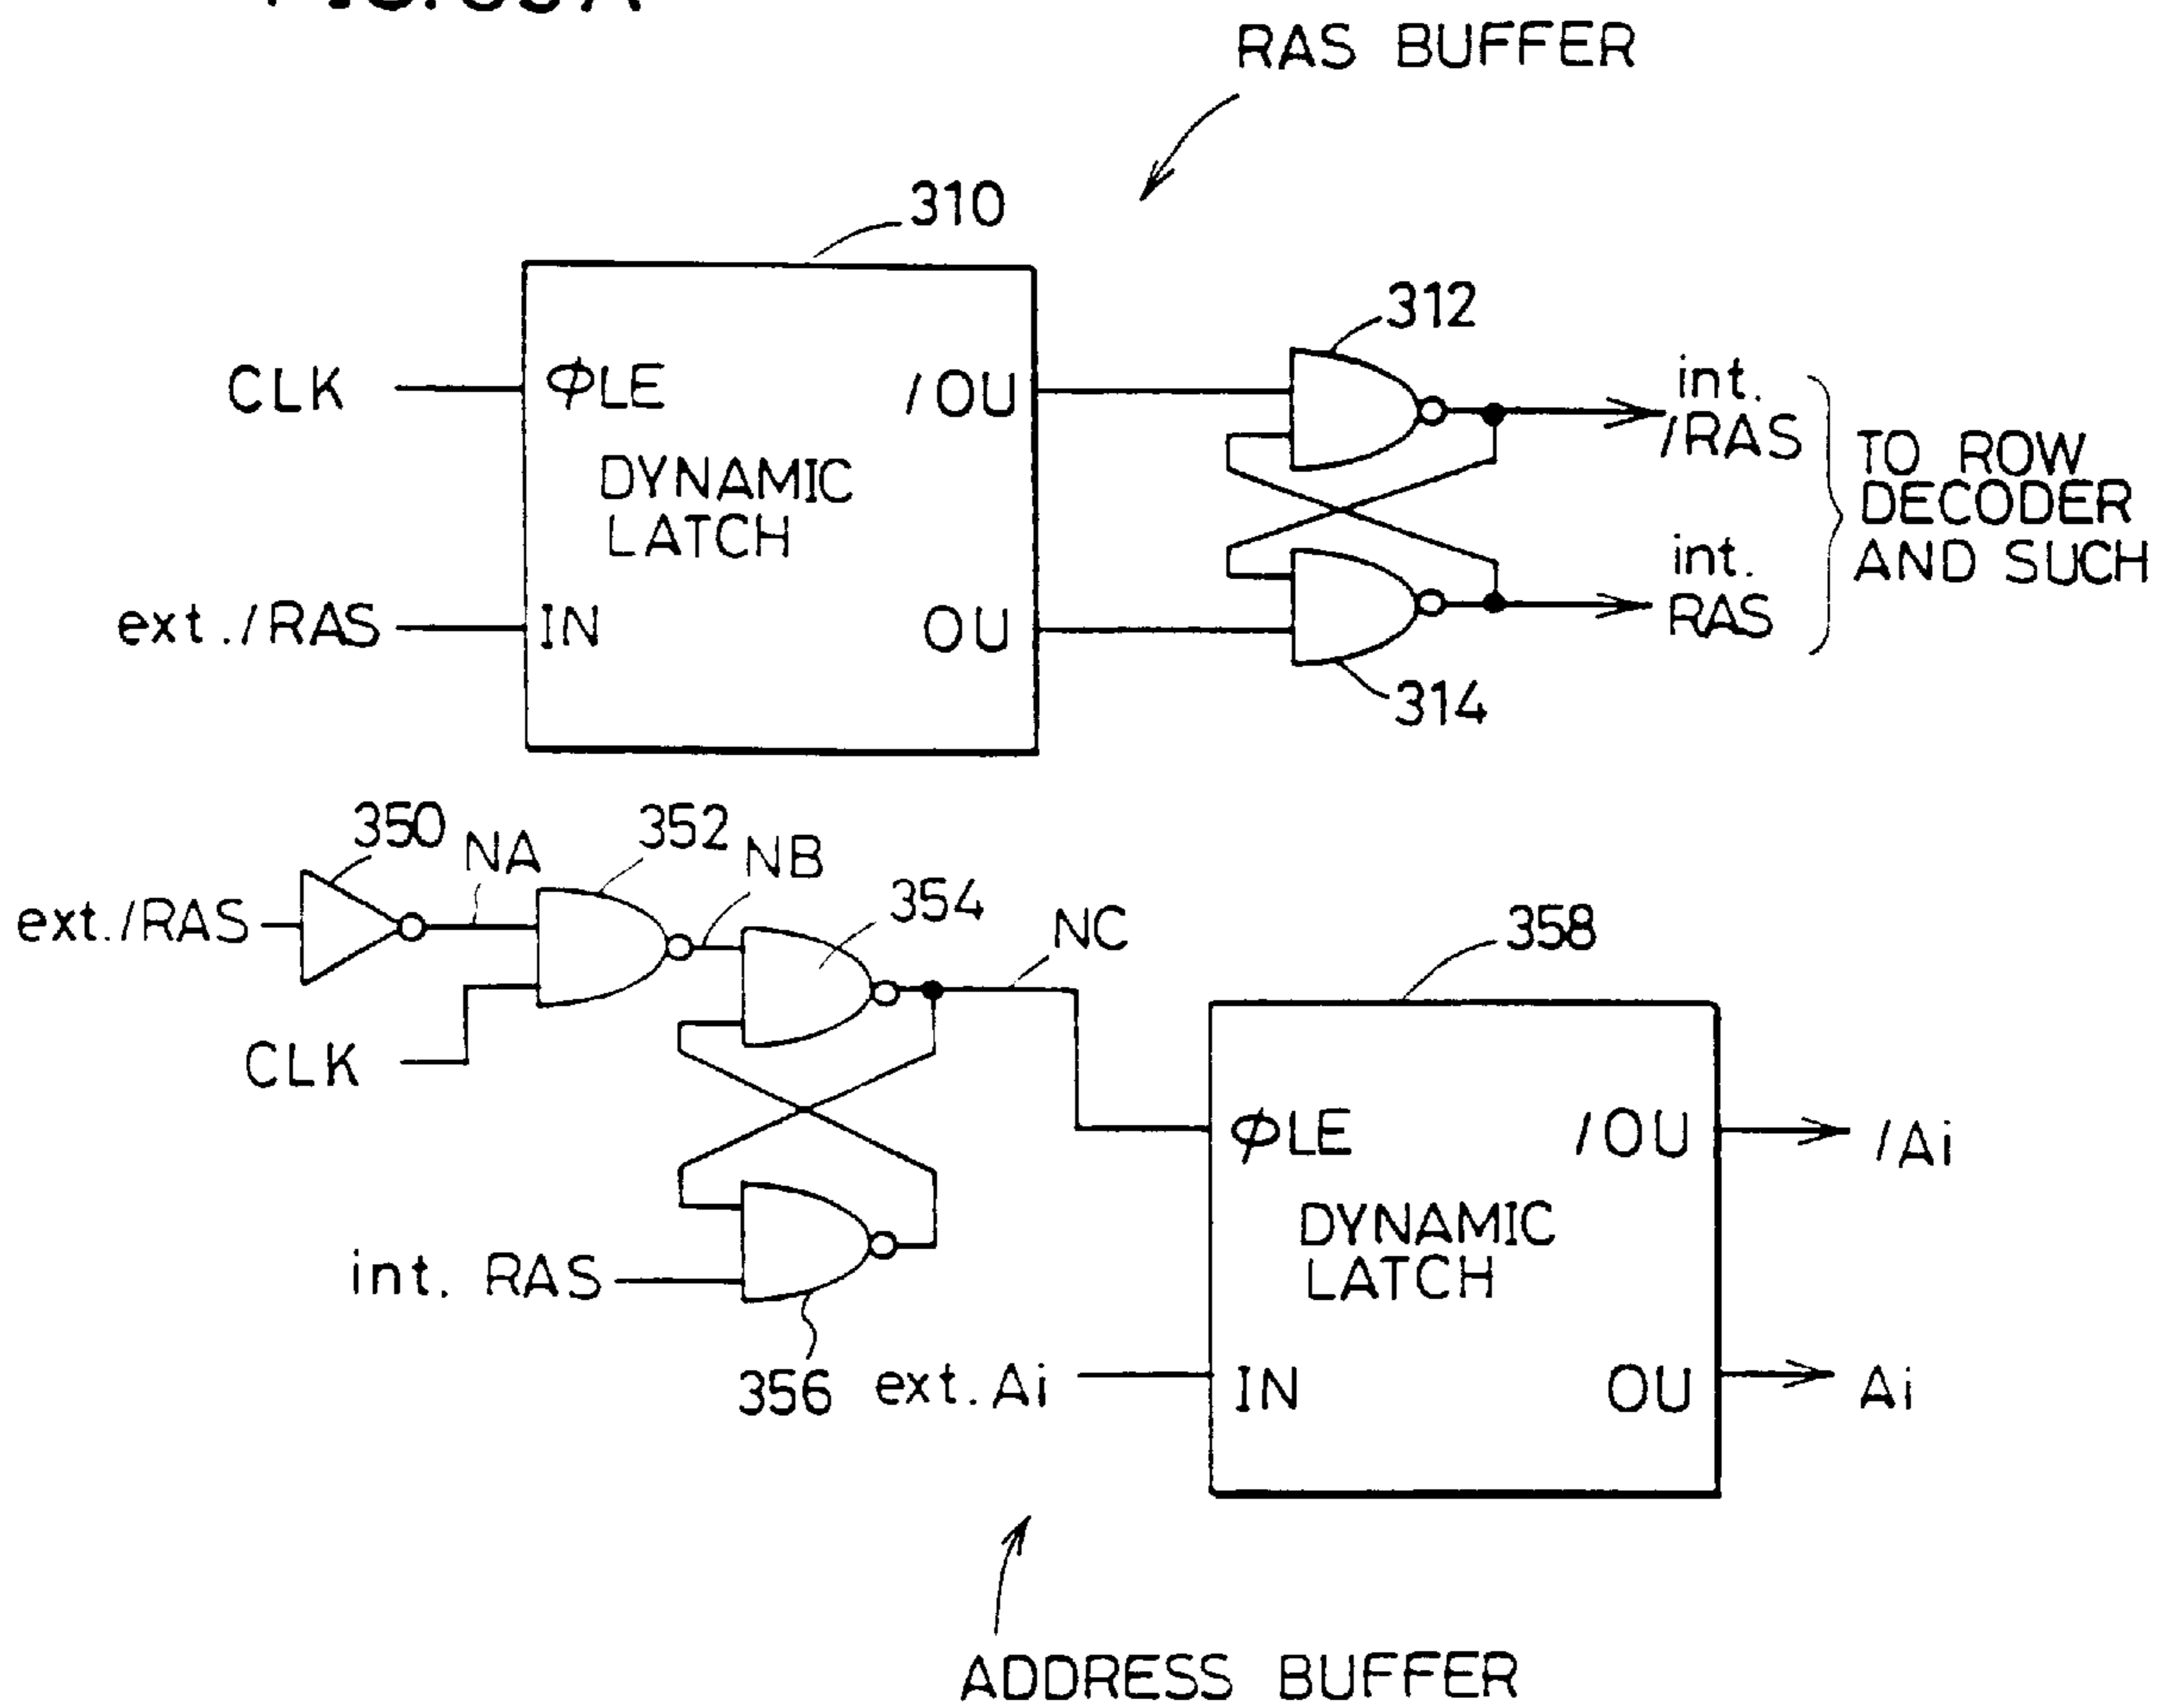 RAS BUFFER
310
312
CLK
φLE
/OU
int.
/RAS
DYNAMIC
LATCH
TO ROW
DECODER
AND SUCH
ext./RAS
IN
OU
int.
RAS
314
350
NA
352
NB
354
NC
358
ext./RAS
CLK
φLE
/OU
/Ai
DYNAMIC
LATCH
int. RAS
356
ext.Ai
IN
OU
Ai
ADDRESS BUFFER